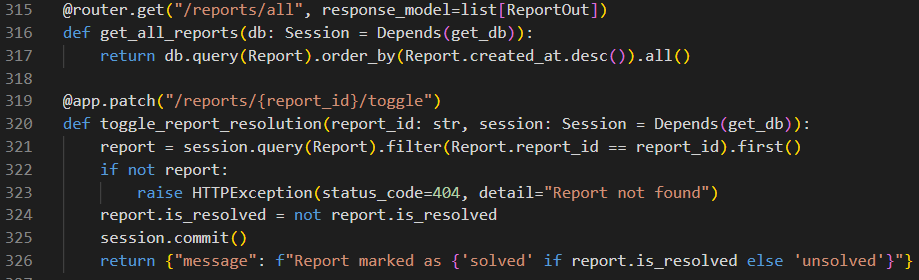 315 @router.get("/reports/all", response_model=list[ReportOut])
316 def get_all_reports(db: Session = Depends(get_db)):
317     return db.query(Report).order_by(Report.created_at.desc()).all()
318
319 @app.patch("/reports/{report_id}/toggle")
320 def toggle_report_resolution(report_id: str, session: Session = Depends(get_db)):
321     report = session.query(Report).filter(Report.report_id == report_id).first()
322     if not report:
323         raise HTTPException(status_code=404, detail="Report not found")
324     report.is_resolved = not report.is_resolved
325     session.commit()
326     return {"message": f"Report marked as {'solved' if report.is_resolved else 'unsolved'}"}